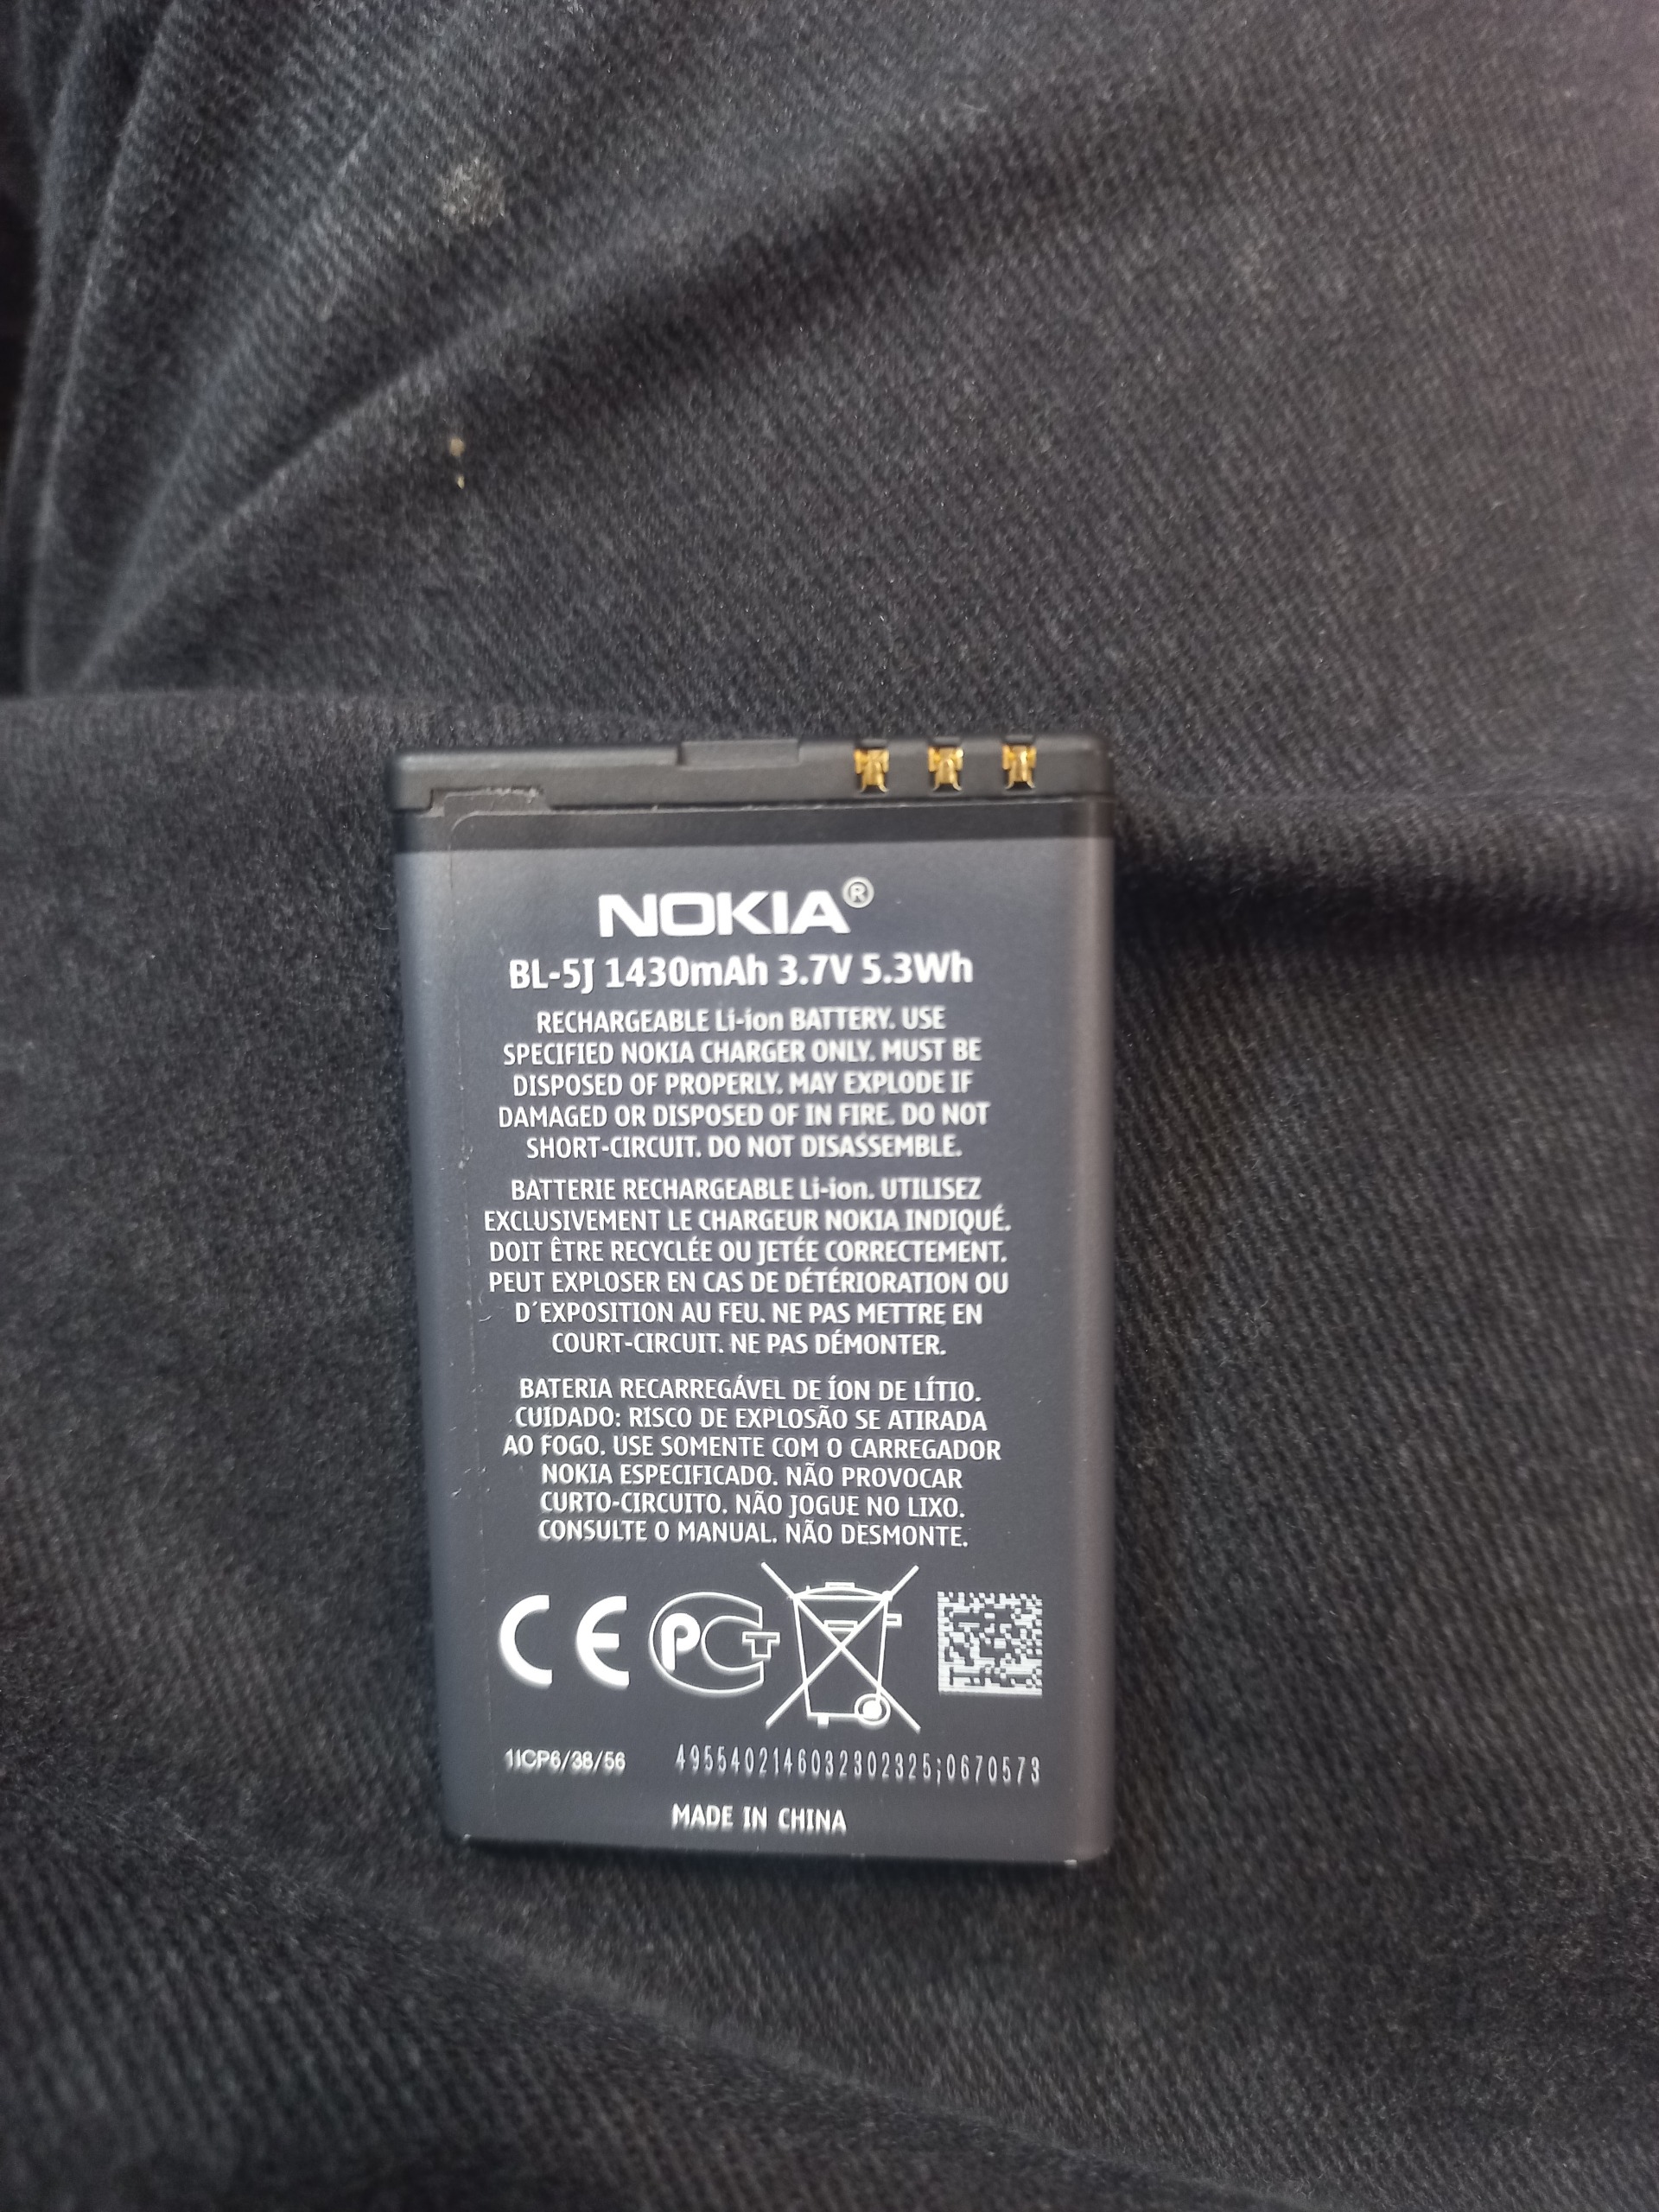 NOKIA®
BL-5J 1430mAh 3.7V 5.3Wh
RECHARGEABLE Li-ion BATTERY. USE
SPECIFIED NOKIA CHARGER ONLY. MUST BE
DISPOSED OF PROPERLY. MAY EXPLODE IF
DAMAGED OR DISPOSED OF IN FIRE. DO NOT
SHORT-CIRCUIT. DO NOT DISASSEMBLE.
BATTERIE RECHARGEABLE Li-ion. UTILISEZ
EXCLUSIVEMENT LE CHARGEUR NOKIA INDIQUÉ.
DOIT ÊTRE RECYCLÉE OU JETÉE CORRECTEMENT.
PEUT EXPLOSER EN CAS DE DÉTÉRIORATION OU
D´EXPOSITION AU FEU. NE PAS METTRE EN
COURT-CIRCUIT. NE PAS DÉMONTER.
BATERIA RECARREGÁVEL DE ÍON DE LÍTIO.
CUIDADO: RISCO DE EXPLOSÃO SE ATIRADA
AO FOGO. USE SOMENTE COM O CARREGADOR
NOKIA ESPECIFICADO. NÃO PROVOCAR
CURTO-CIRCUITO. NÃO JOGUE NO LIXO.
CONSULTE O MANUAL. NÃO DESMONTE.
CE PCT
1ICP6/38/56 4955402146032302325;0670573
MADE IN CHINA